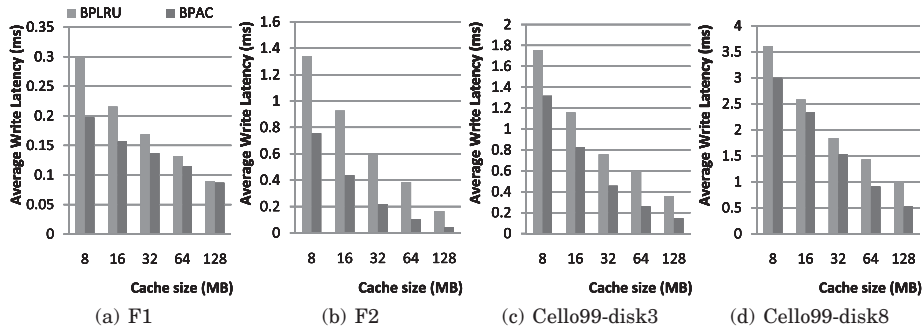 BPLRU BPAC
Average Write Latency (ms)
0.35
0.3
0.25
0.2
0.15
0.1
0.05
0
8 16 32 64 128
Cache size (MB)
(a) F1
Average Write Latency (ms)
1.6
1.4
1.2
1
0.8
0.6
0.4
0.2
0
8 16 32 64 128
Cache size (MB)
(b) F2
Average Write Latency (ms)
2
1.8
1.6
1.4
1.2
1
0.8
0.6
0.4
0.2
0
8 16 32 64 128
Cache size (MB)
(c) Cello99-disk3
Average Write Latency (ms)
4
3.5
3
2.5
2
1.5
1
0.5
0
8 16 32 64 128
Cache size (MB)
(d) Cello99-disk8